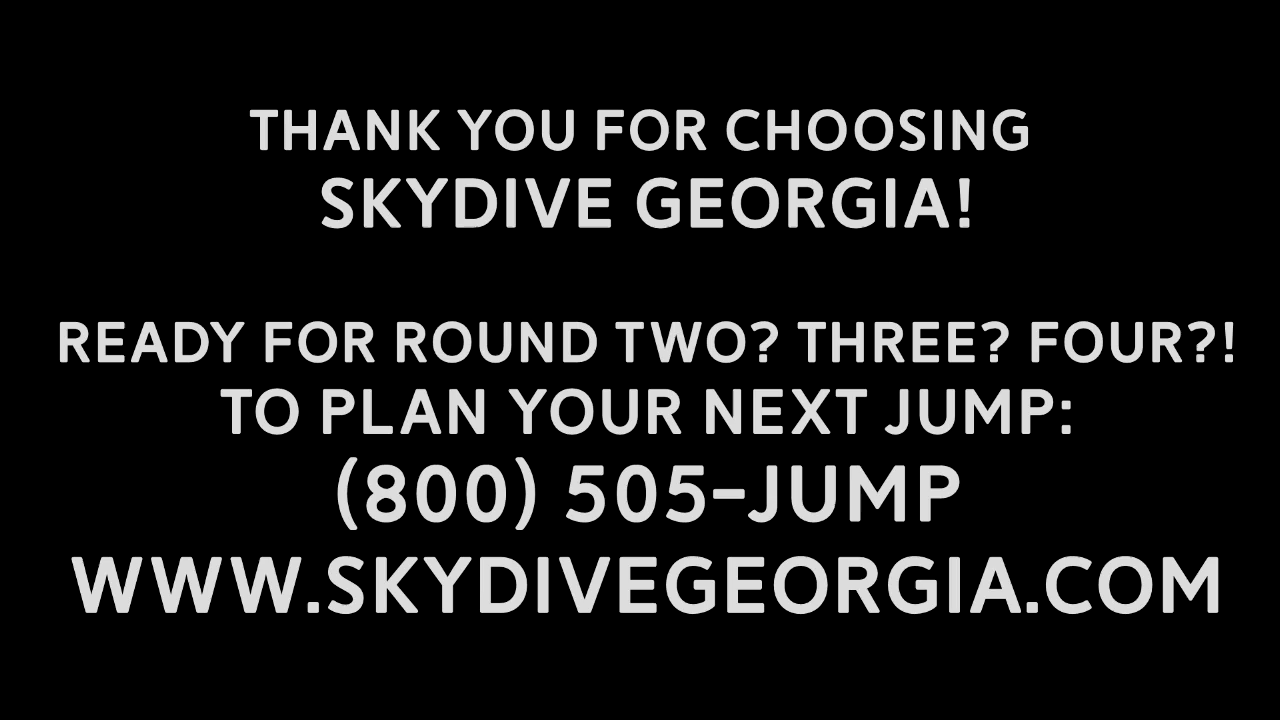 THANK YOU FOR CHOOSING
SKYDIVE GEORGIA!
READY FOR ROUND TWO? THREE? FOUR?!
TO PLAN YOUR NEXT JUMP:
(800) 505-JUMP
WWW.SKYDIVEGEORGIA.COM